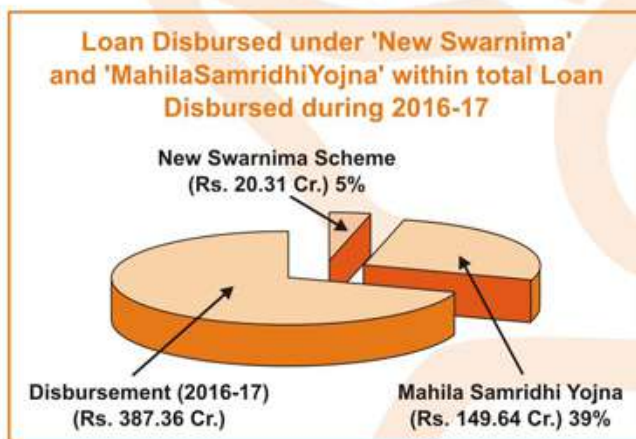 Loan Disbursed under 'New Swarnima'
and 'MahilaSamridhiYojna' within total Loan
Disbursed during 2016-17
New Swarnima Scheme
(Rs. 20.31 Cr.) 5%
Disbursement (2016-17)
(Rs. 387.36 Cr.)
Mahila Samridhi Yojna
(Rs. 149.64 Cr.) 39%